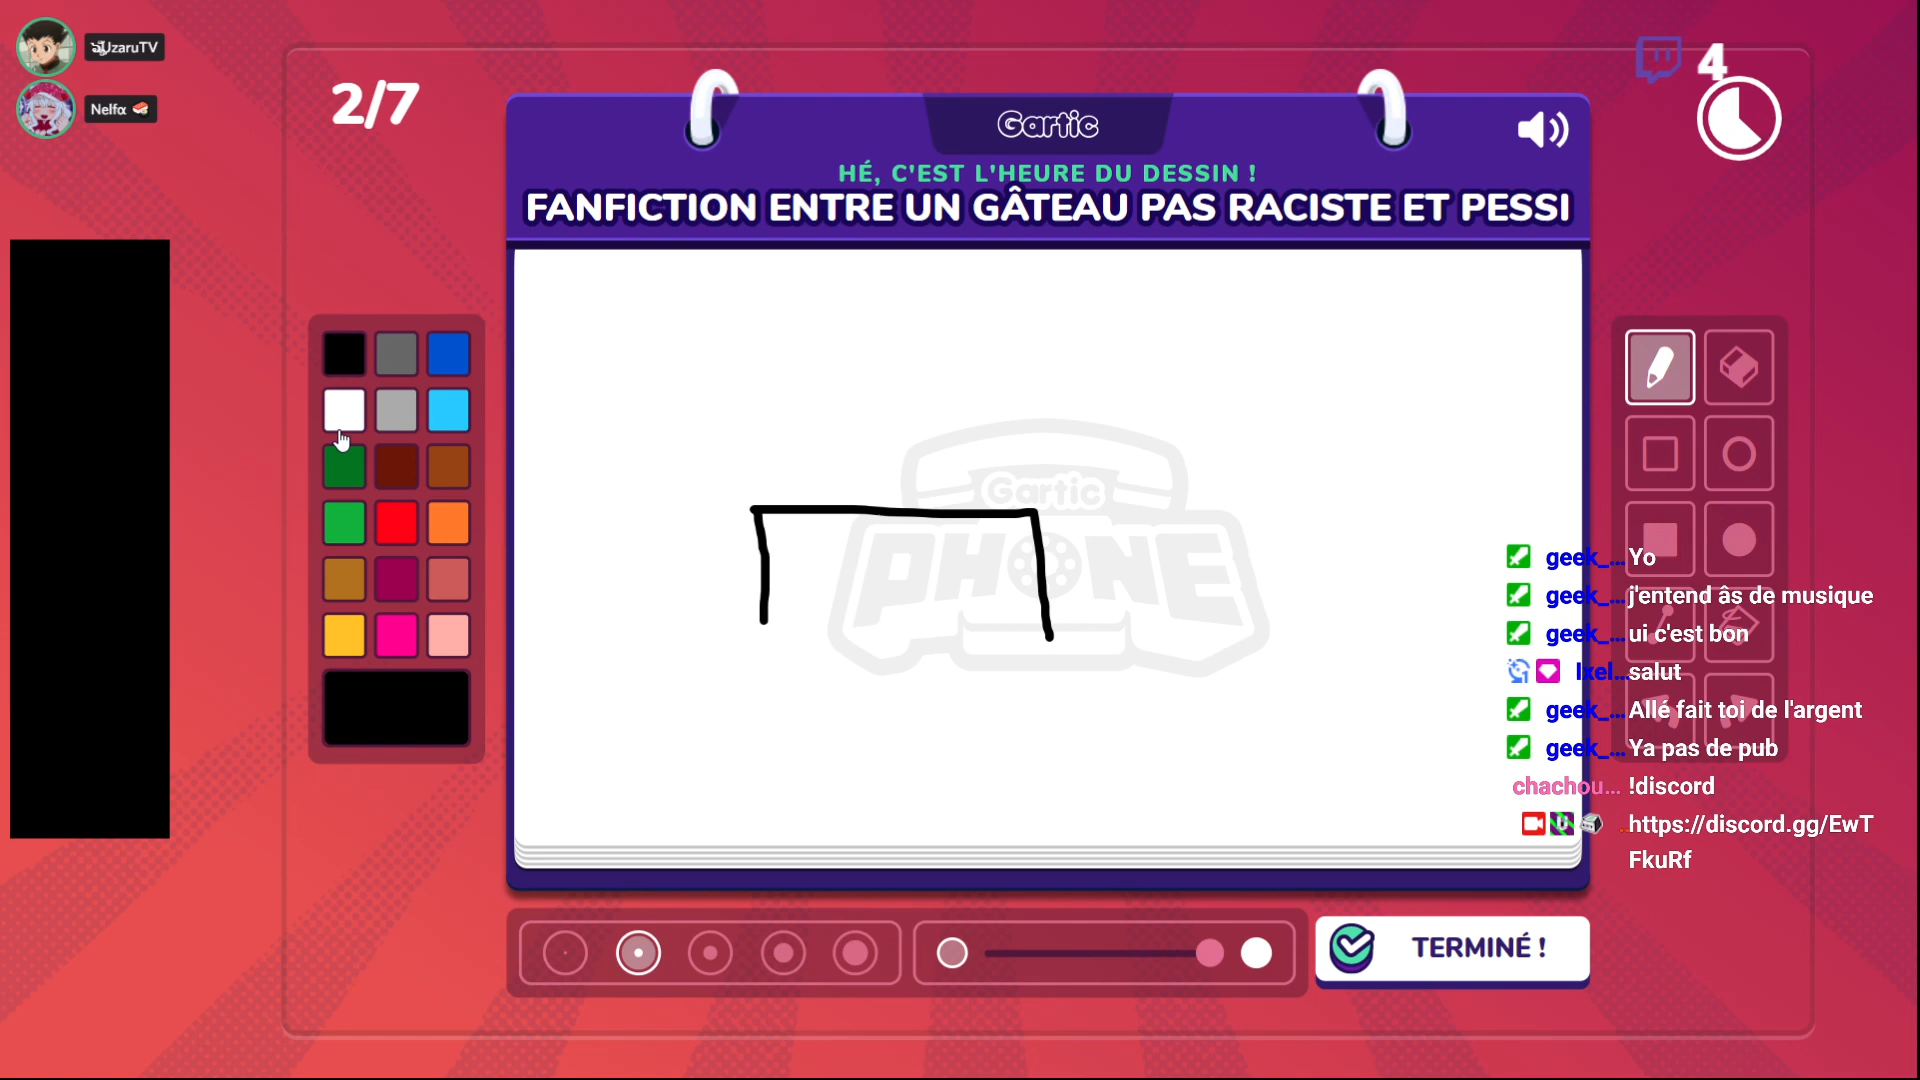 UzaruTV
Nelfα
2/7
4
Gartic
HÉ, C'EST L'HEURE DU DESSIN !
FANFICTION ENTRE UN GÂTEAU PAS RACISTE ET PESSI
Gartic
PHONE
geek_... Yo
geek_... j'entend âs de musique
geek_... ui c'est bon
Ixel... salut
geek_... Allé fait toi de l'argent
geek_... Ya pas de pub
chachou... !discord
https://discord.gg/EwT
FkuRf
TERMINÉ !